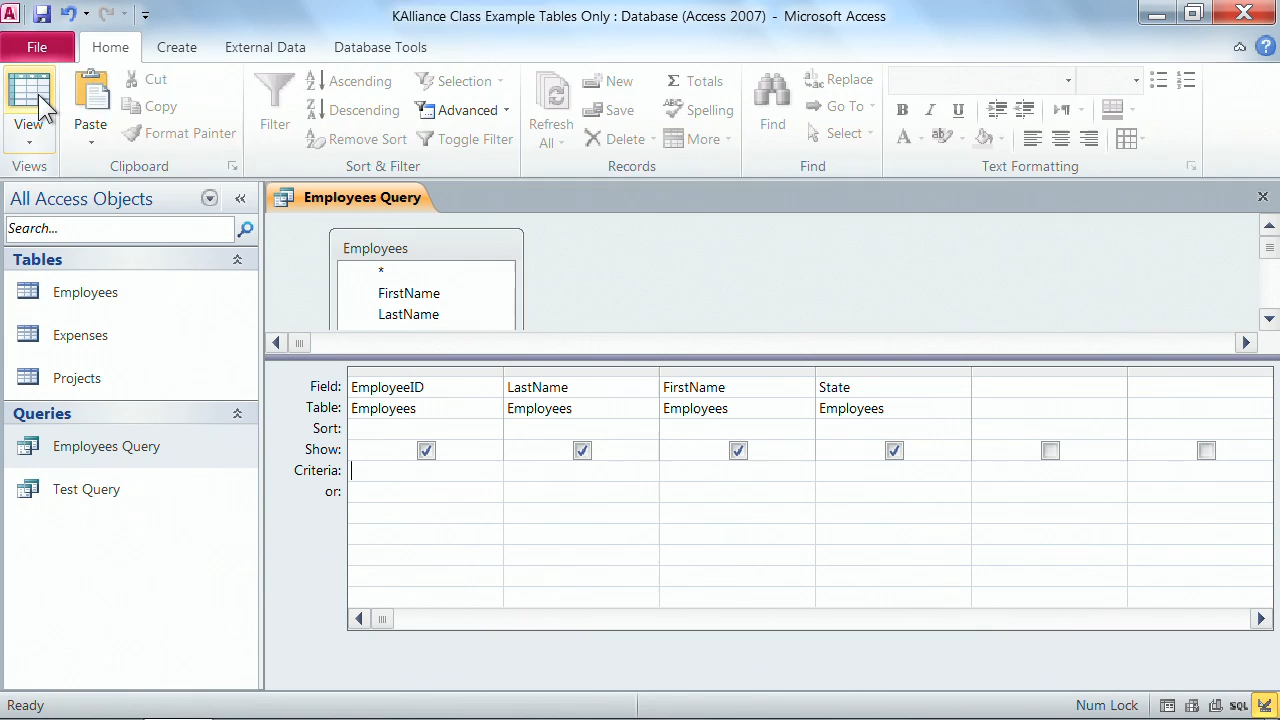 KAllianz Class Example Tables Only : Database (Access 2007) - Microsoft Access
File Home Create External Data Database Tools
View
Views
Paste
Cut
Copy
Format Painter
Clipboard
Filter
Ascending
Descending
Remove Sort
Selection
Advanced
Toggle Filter
Sort & Filter
Refresh
All
New
Save
Delete
Totals
Spelling
More
Records
Find
Replace
Go To
Select
Find
B I U
A
Text Formatting
All Access Objects
Search...
Tables
Employees
Expenses
Projects
Queries
Employees Query
Test Query
Employees Query
Employees
*
FirstName
LastName
Field: EmployeeID LastName FirstName State
Table: Employees Employees Employees Employees
Sort:
Show:
Criteria:
or:
Ready
Num Lock
SQL